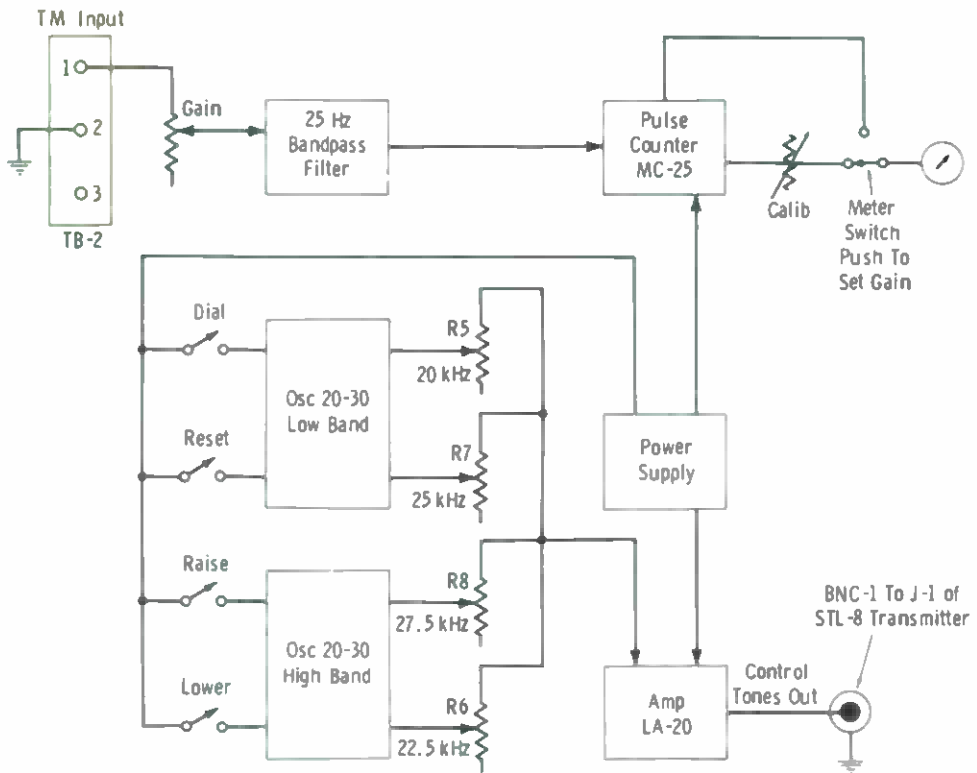 TM Input
1
2
3
TB-2
Gain
25 Hz
Bandpass
Filter
Pulse
Counter
MC-25
Calib
Meter
Switch
Push To
Set Gain
Dial
Reset
Osc 20-30
Low Band
R5
20 kHz
R7
25 kHz
Power
Supply
Raise
Lower
Osc 20-30
High Band
R8
27.5 kHz
R6
22.5 kHz
Amp
LA-20
Control
Tones Out
BNC-1 To J-1 of
STL-8 Transmitter